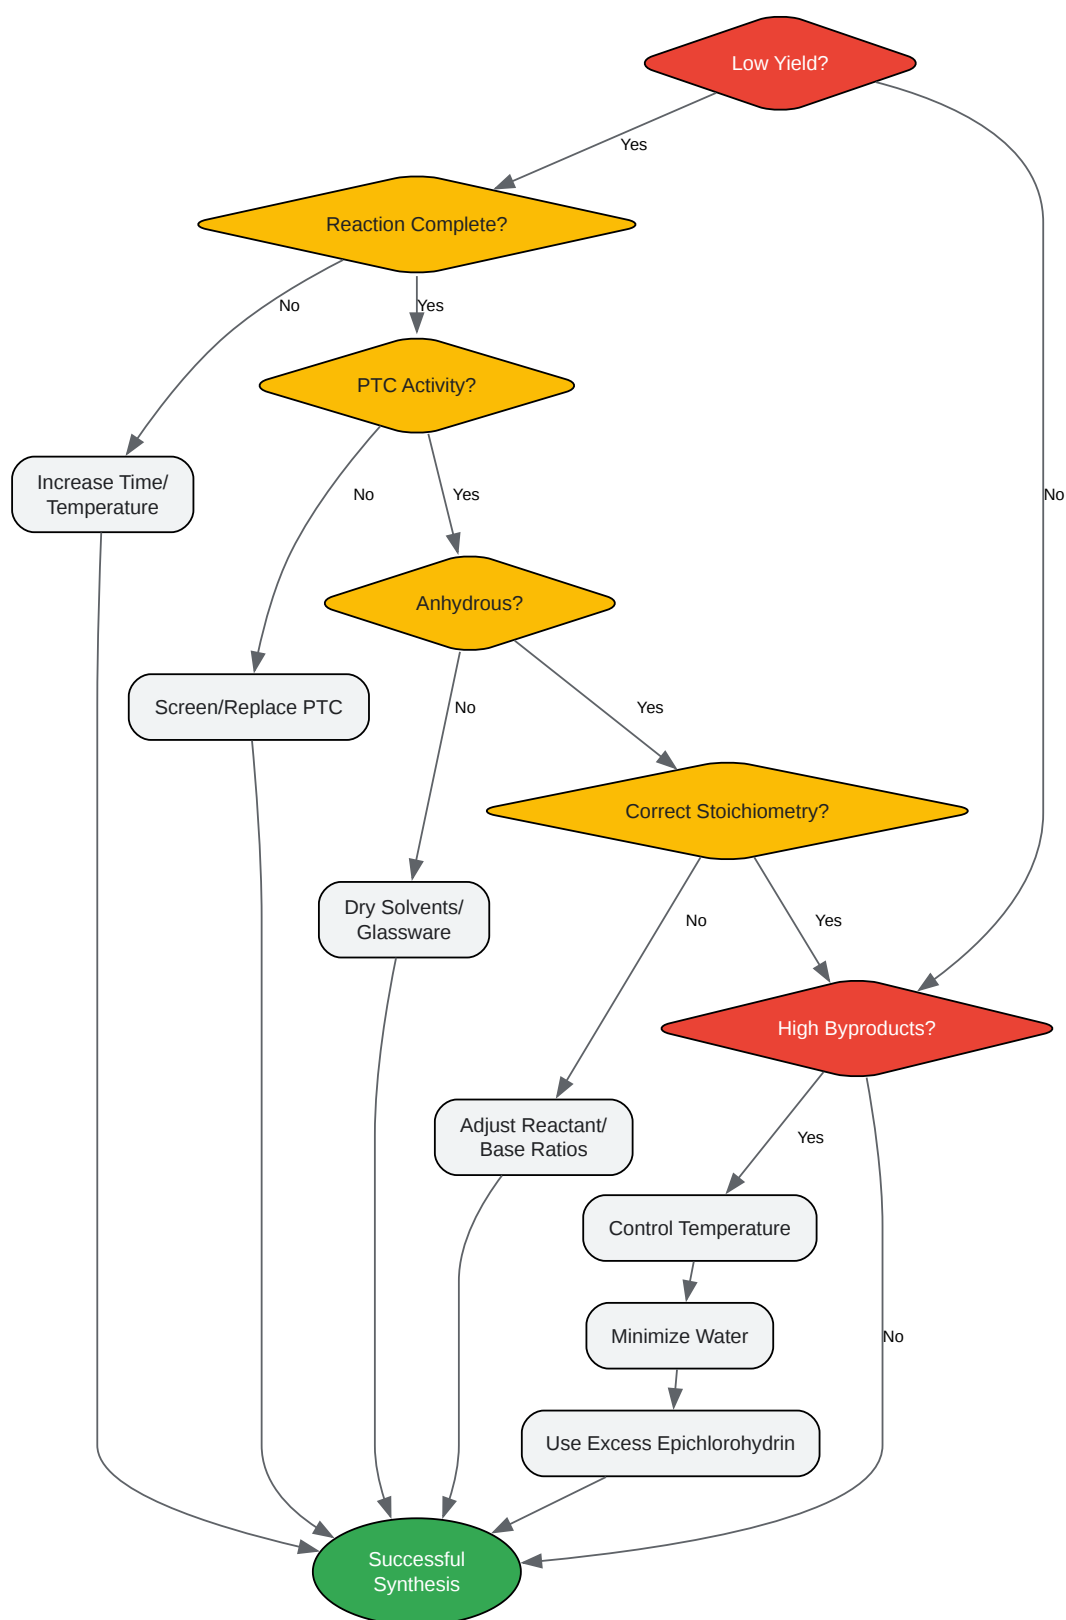 Low Yield?
Yes
Reaction Complete?
No
Yes
PTC Activity?
Increase Time/
Temperature
No
Yes
No
Anhydrous?
Screen/Replace PTC
No
Yes
Correct Stoichiometry?
Dry Solvents/
Glassware
No
Yes
High Byproducts?
Adjust Reactant/
Base Ratios
Yes
Control Temperature
Minimize Water
No
Use Excess Epichlorohydrin
Successful
Synthesis